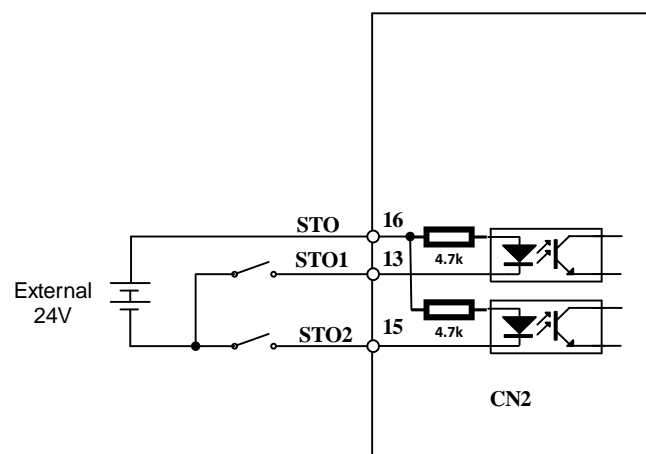 STO 16
4.7k
STO1 13
External
24V
STO2 15
4.7k
CN2